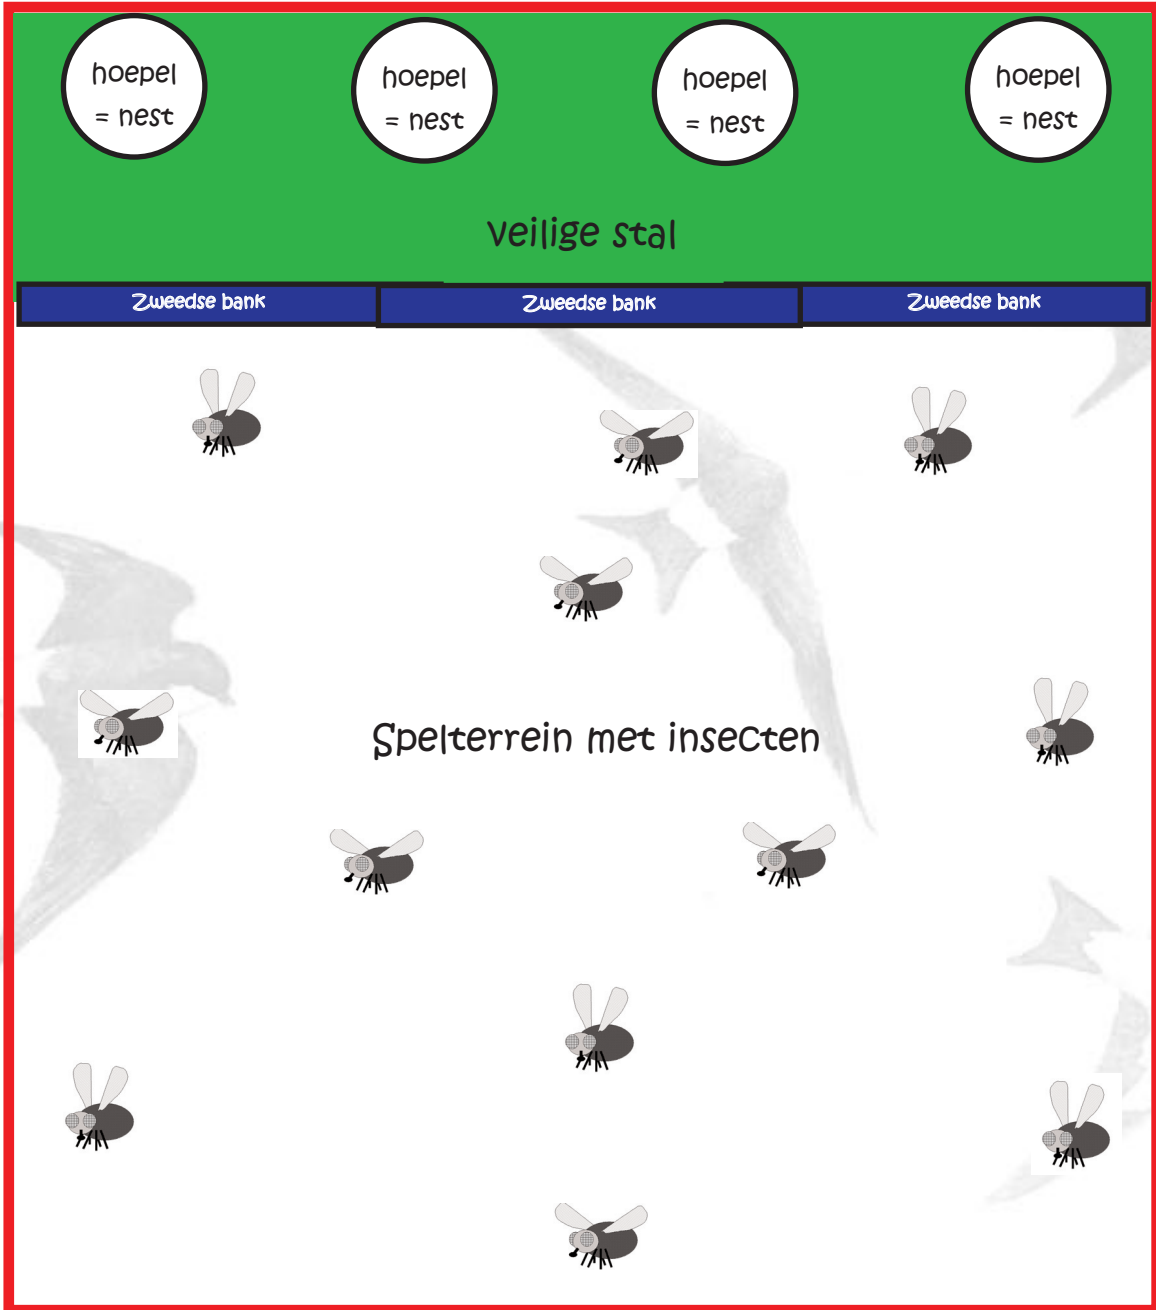 hoepel
= nest
hoepel
= nest
hoepel
= nest
hoepel
= nest
veilige stal
Zweedse bank
Zweedse bank
Zweedse bank
Spelterrein met insecten